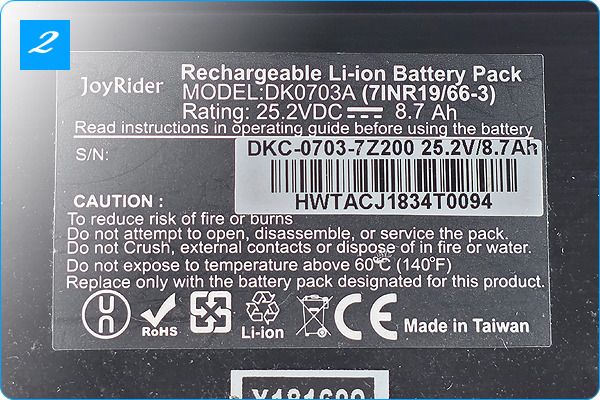 2
JoyRider
Rechargeable Li-ion Battery Pack
MODEL:DK0703A (7INR19/66-3)
Rating: 25.2VDC 8.7 Ah
Read instructions in operating guide before using the battery
S/N:
DKC-0703-7Z200 25.2V/8.7Ah
HWTACJ1834T0094
CAUTION :
To reduce risk of fire or burns
Do not attempt to open, disassemble, or service the pack.
Do not Crush, external contacts or dispose of in fire or water.
Do not expose to temperature above 60°C (140°F)
Replace only with the battery pack designated for this product.
UN
RoHS
Li-ion
CE
Made in Taiwan